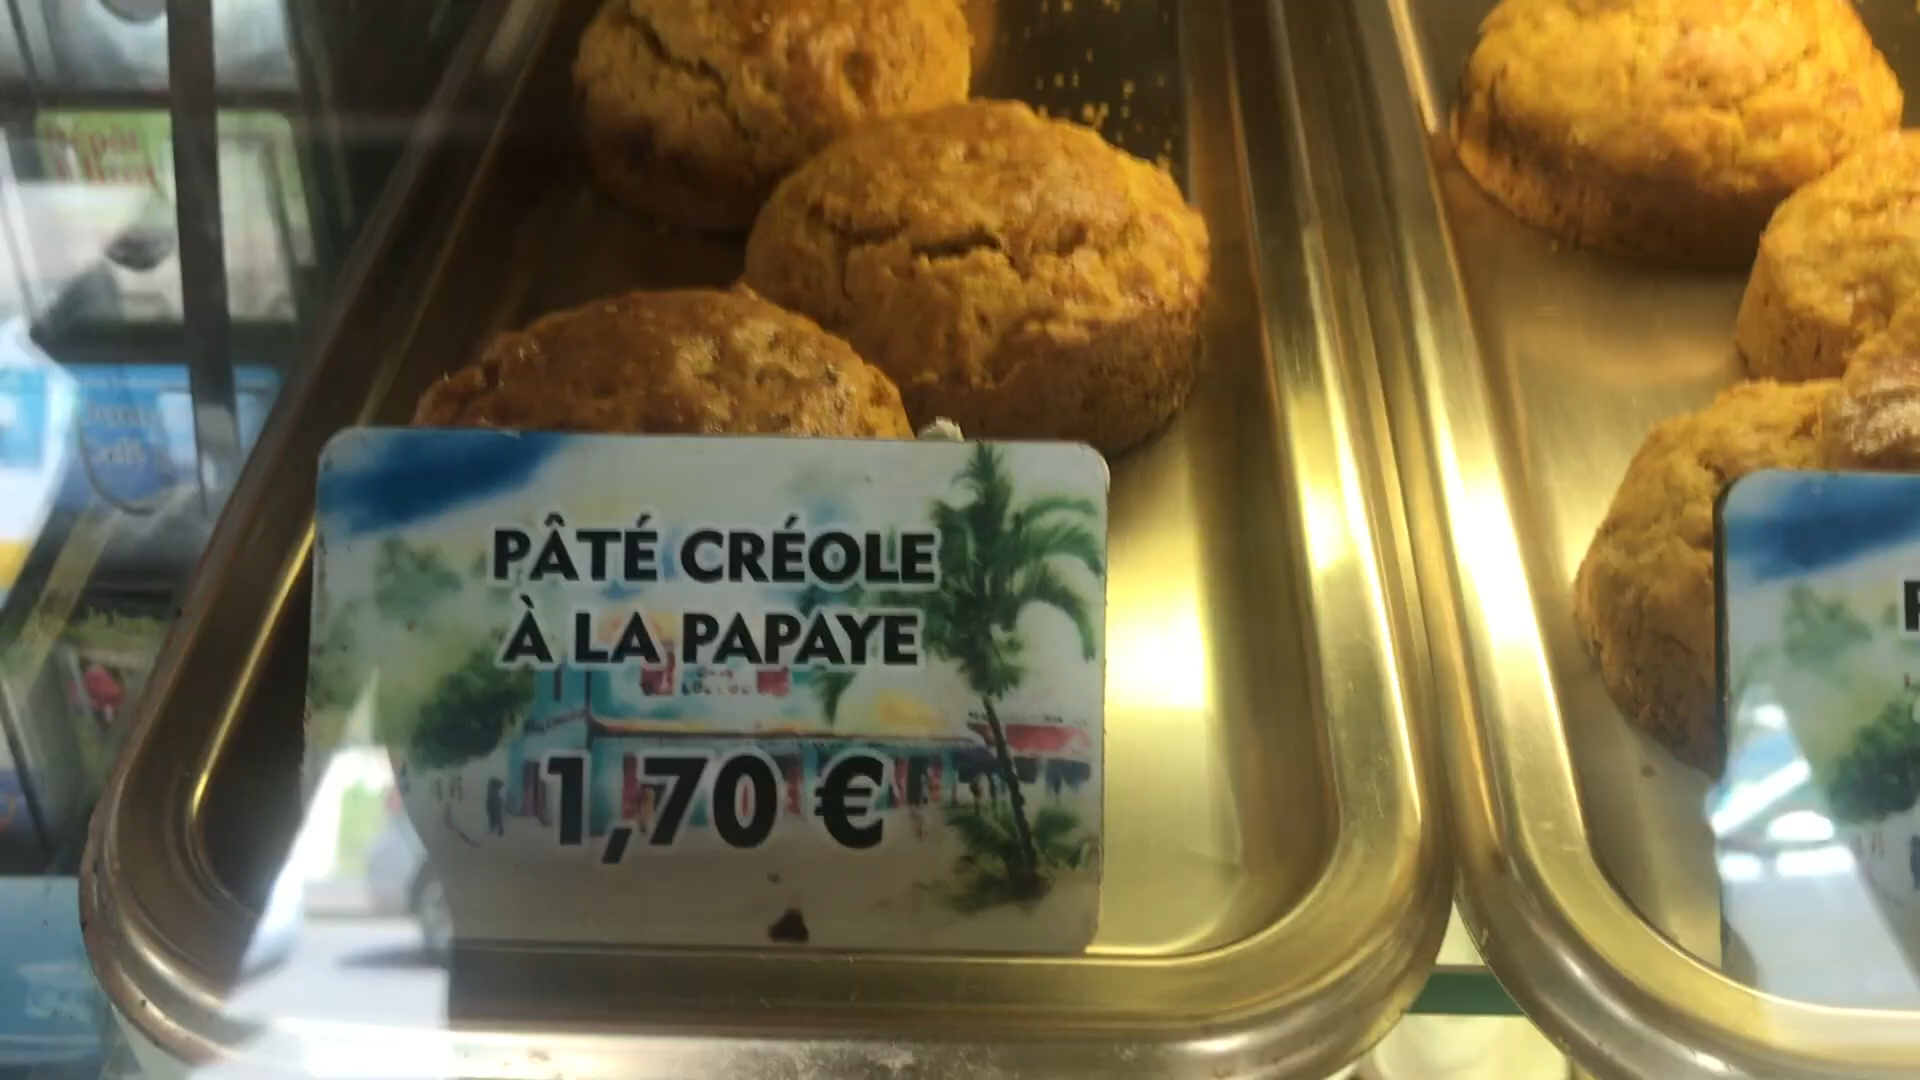 PÂTÉ CRÉOLE
À LA PAPAYE
1,70 €